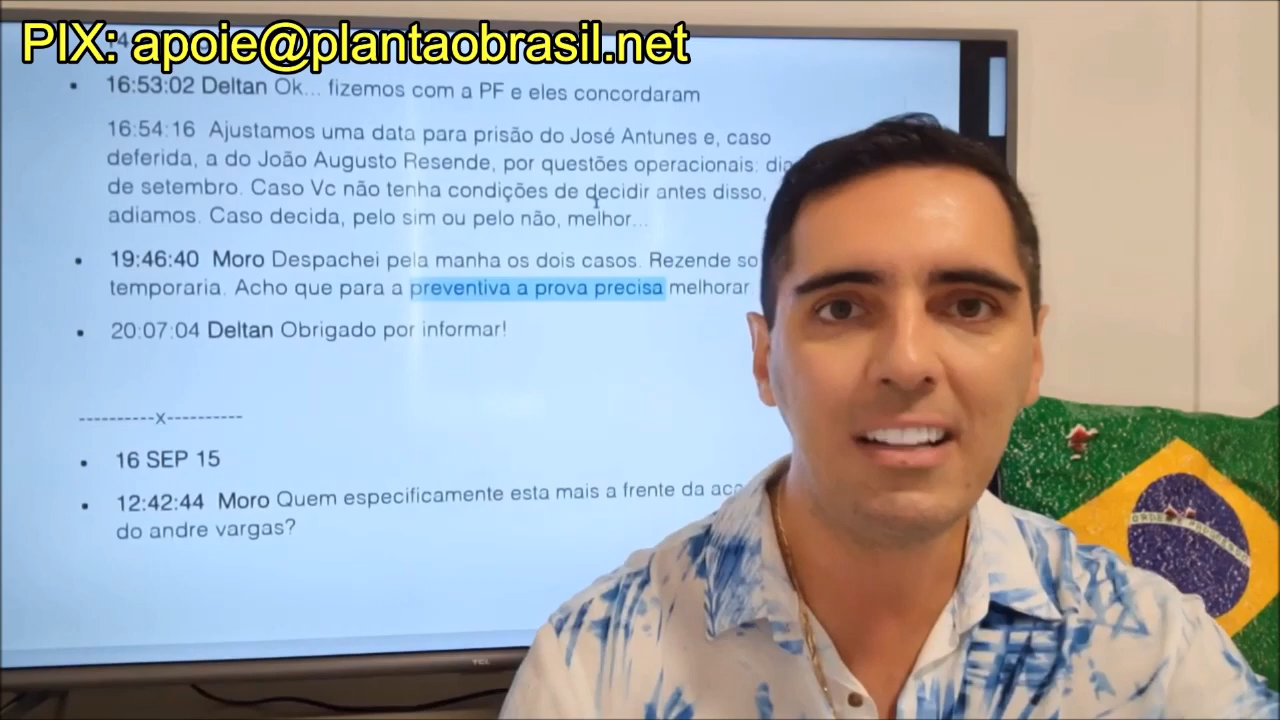 PIX: apoie@plantaobrasil.net
16:53:02 Deltan Ok... fizemos com a PF e eles concordaram
16:54:16 Ajustamos uma data para prisão do José Antunes e, caso
deferida, a do João Augusto Resende, por questões operacionais: dia
de setembro. Caso Vc não tenha condições de decidir antes disso,
adiamos. Caso decida, pelo sim ou pelo não, melhor...
19:46:40 Moro Despachei pela manha os dois casos. Rezende so
temporaria. Acho que para a preventiva a prova precisa melhorar
20:07:04 Deltan Obrigado por informar!
----------x----------
16 SEP 15
12:42:44 Moro Quem especificamente esta mais a frente da
do andre vargas?
TCL